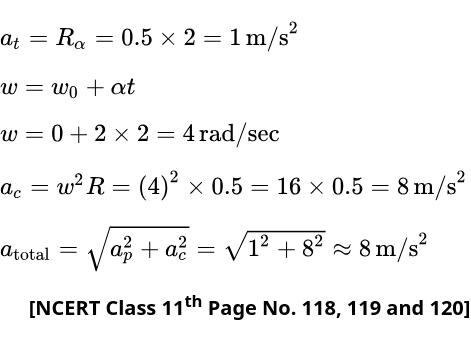 a_t = R_α = 0.5 × 2 = 1 m/s²
w = w₀ + αt
w = 0 + 2 × 2 = 4 rad/sec
a_c = w²R = (4)² × 0.5 = 16 × 0.5 = 8 m/s²
a_total = √(a_p² + a_c²) = √(1² + 8²) ≈ 8 m/s²
[NCERT Class 11th Page No. 118, 119 and 120]